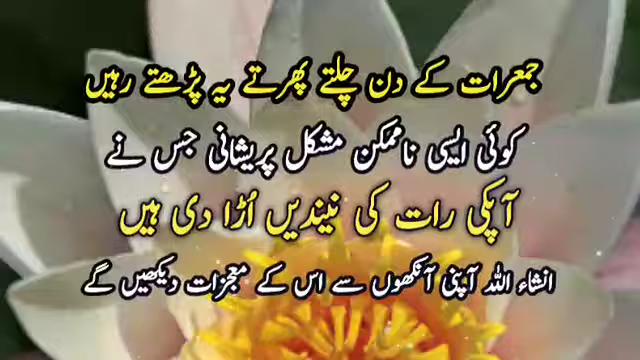 جمعرات کے دن چلتے پھرتے یہ پڑھتے رہیں
کوئی ایسی ناممکن مشکل پریشانی جس نے
آپکی رات کی نیندیں اُڑا دی ہیں
انشاء اللہ آپنی آنکھوں سے اس کے معجزات دیکھیں گے